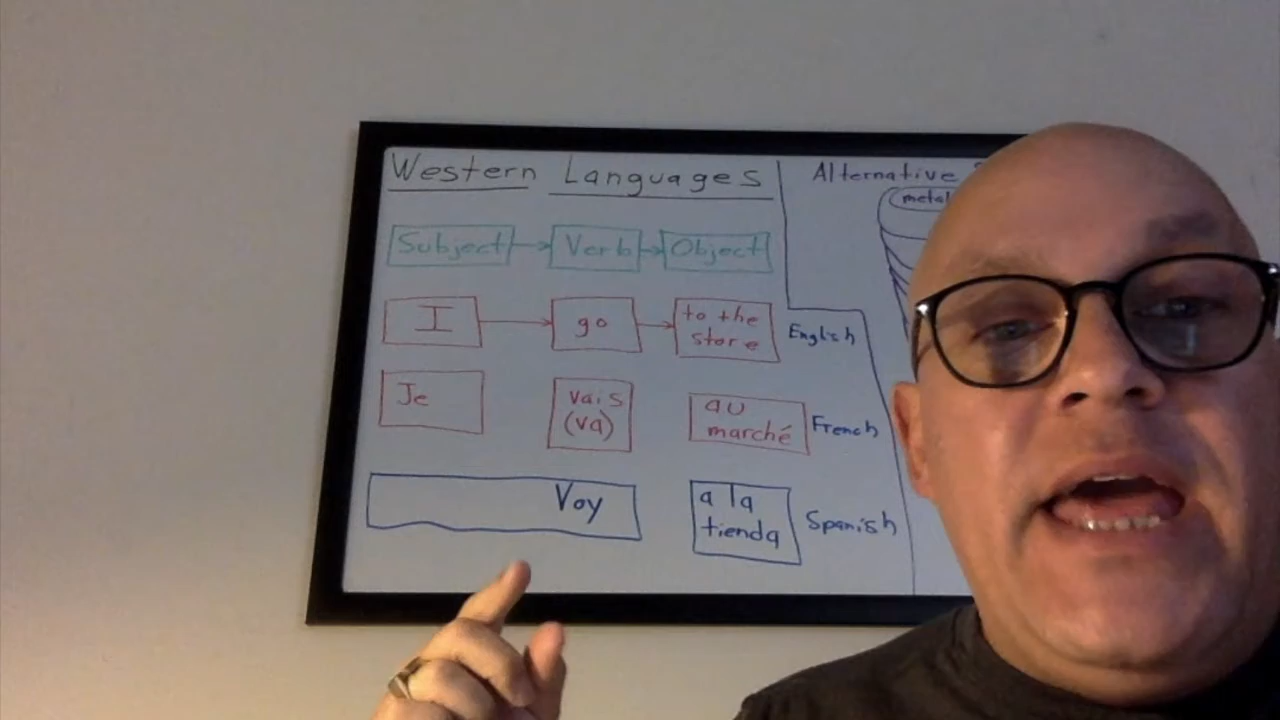 Western Languages
Alternative
Subject Verb Object
I go to the
store English
Je vais
(va) au
marché French
Voy a la
tienda Spanish